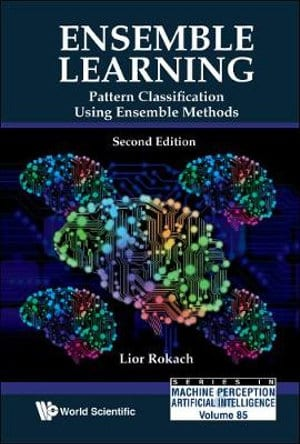 ENSEMBLE
LEARNING
Pattern Classification
Using Ensemble Methods
Second Edition
Lior Rokach
SERIES IN
MACHINE PERCEPTION
ARTIFICIAL INTELLIGENCE
Volume 85
World Scientific